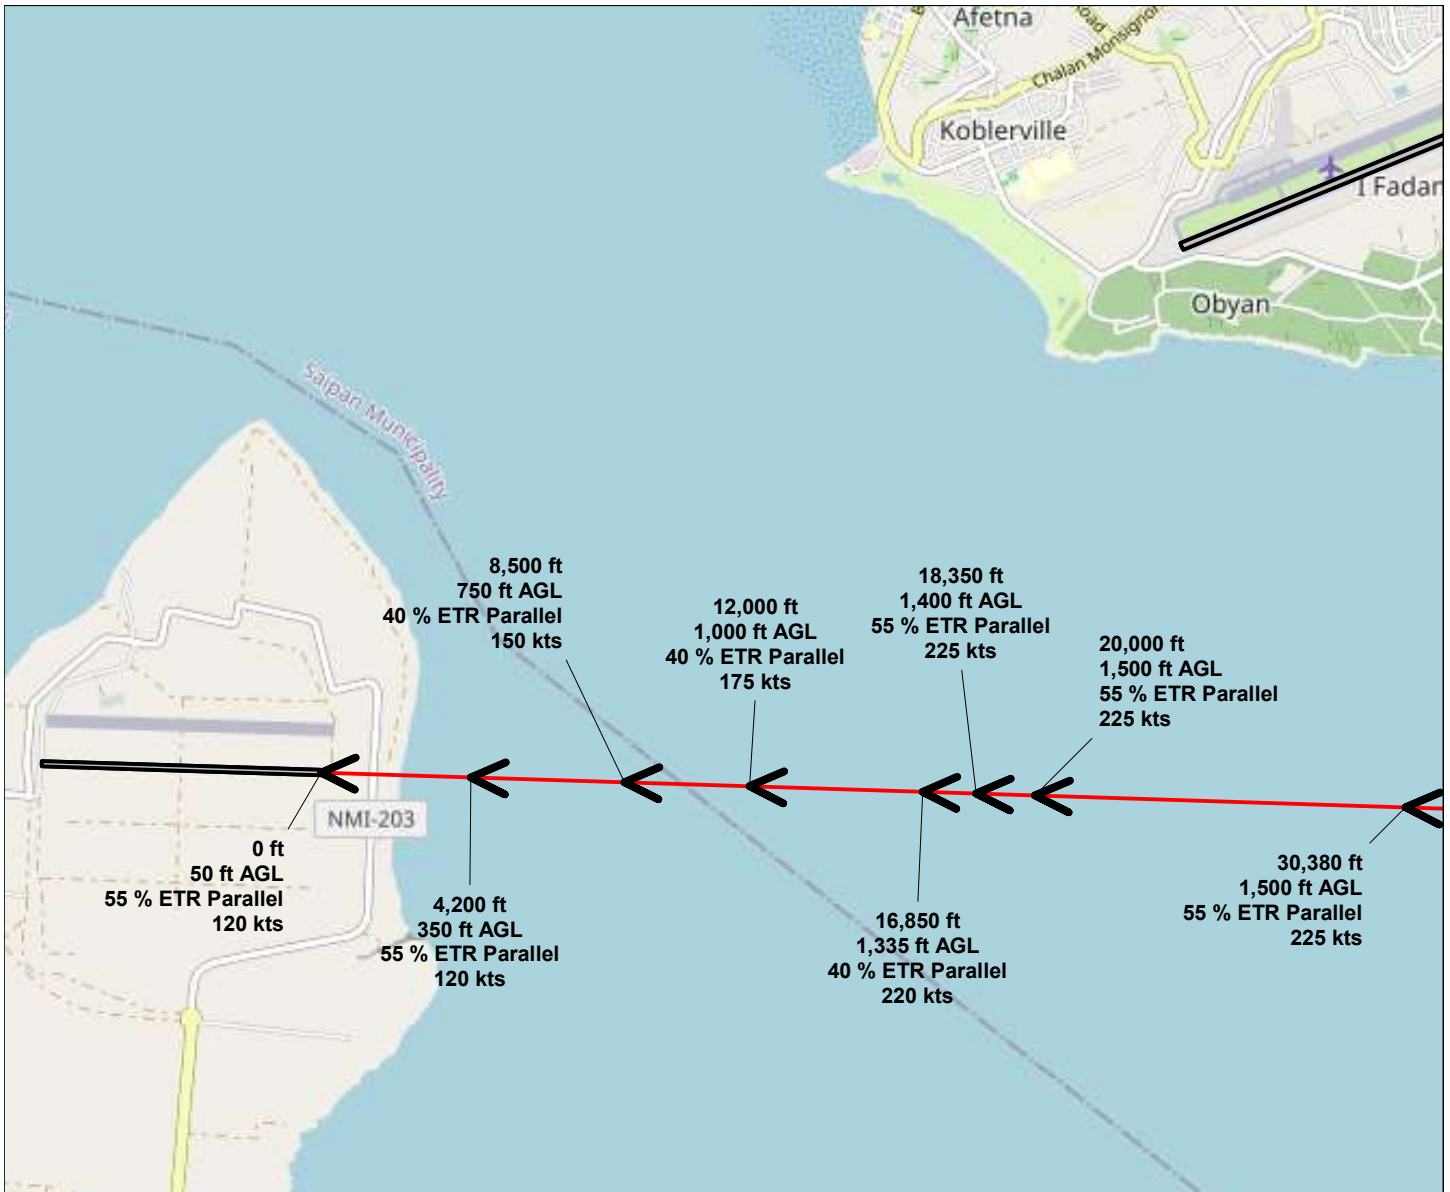 Afetna
Road
Chalan Monsignor
Koblerville
I Fadan
Obyan
Saipan Municipality
8,500 ft
750 ft AGL
40 % ETR Parallel
150 kts
12,000 ft
1,000 ft AGL
40 % ETR Parallel
175 kts
18,350 ft
1,400 ft AGL
55 % ETR Parallel
225 kts
20,000 ft
1,500 ft AGL
55 % ETR Parallel
225 kts
NMI-203
0 ft
50 ft AGL
55 % ETR Parallel
120 kts
4,200 ft
350 ft AGL
55 % ETR Parallel
120 kts
16,850 ft
1,335 ft AGL
40 % ETR Parallel
220 kts
30,380 ft
1,500 ft AGL
55 % ETR Parallel
225 kts